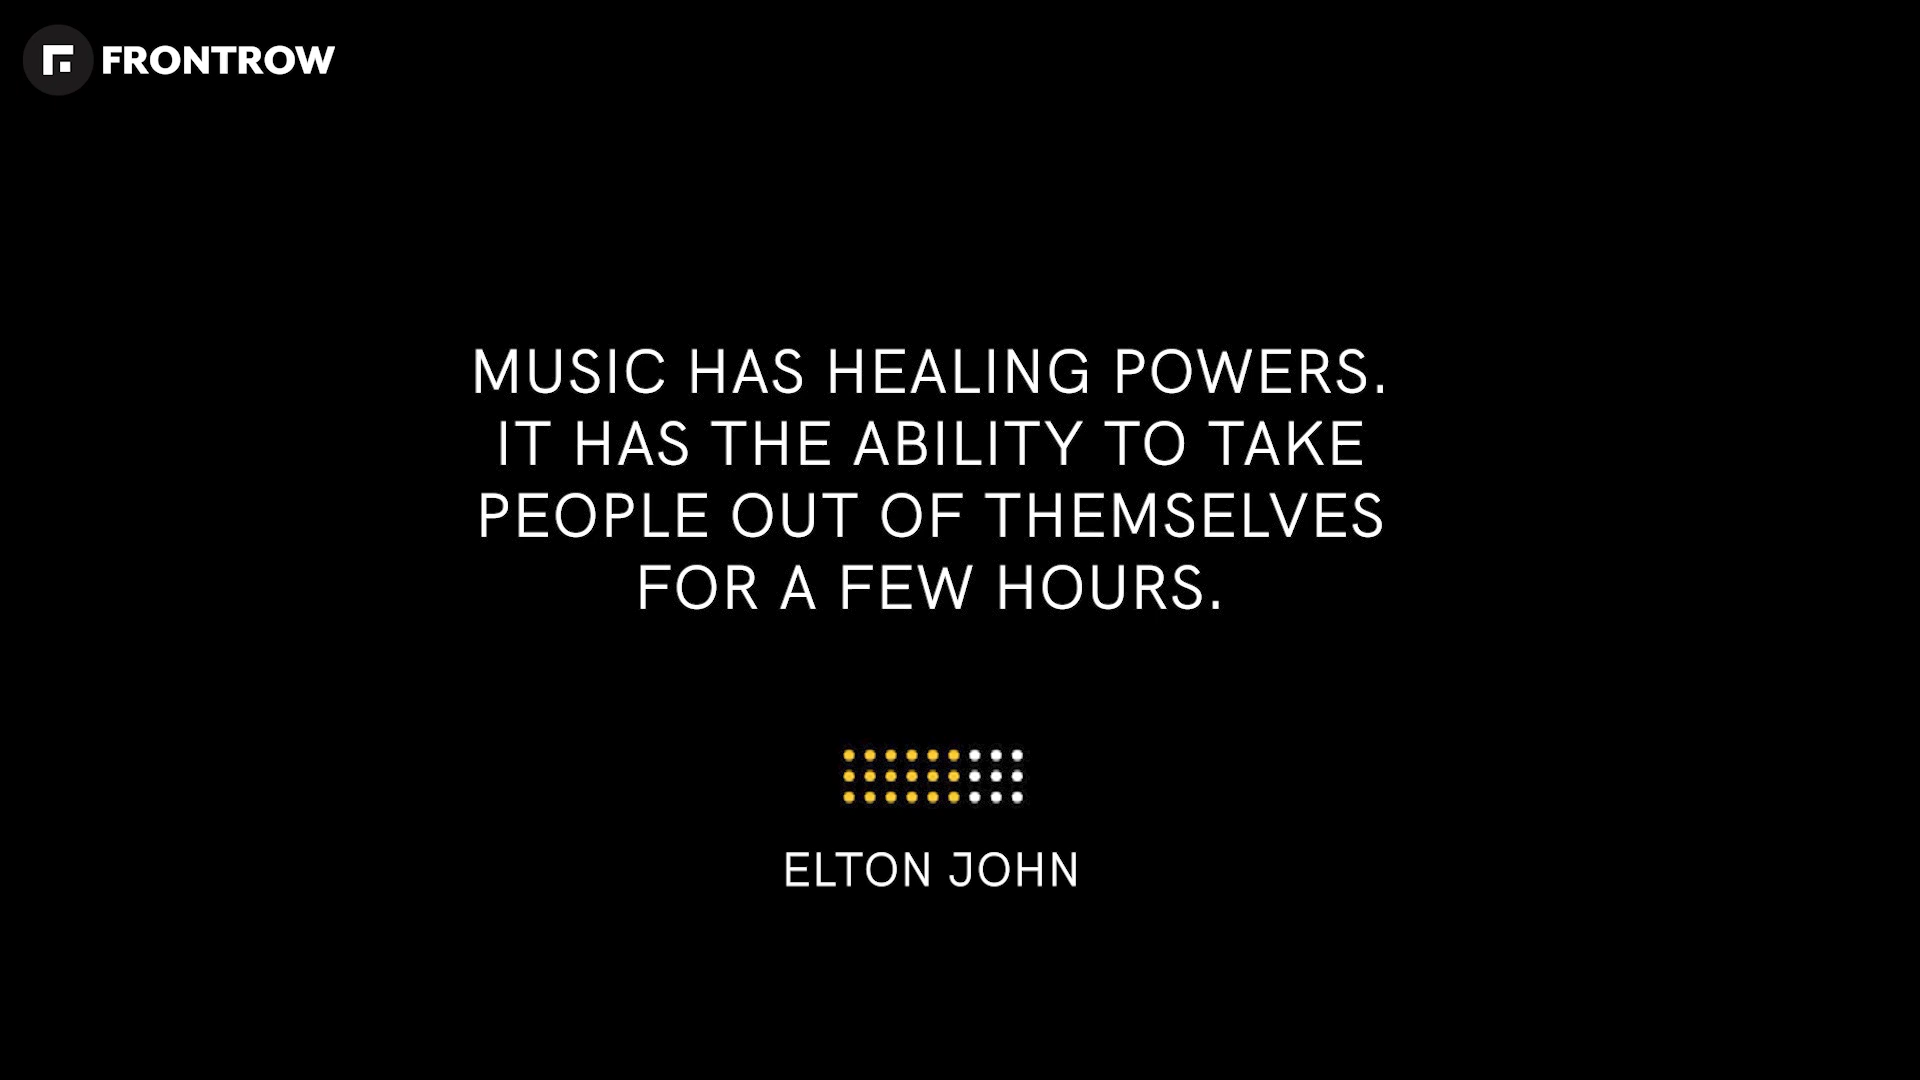 FRONTROW
MUSIC HAS HEALING POWERS.
IT HAS THE ABILITY TO TAKE
PEOPLE OUT OF THEMSELVES
FOR A FEW HOURS.
ELTON JOHN